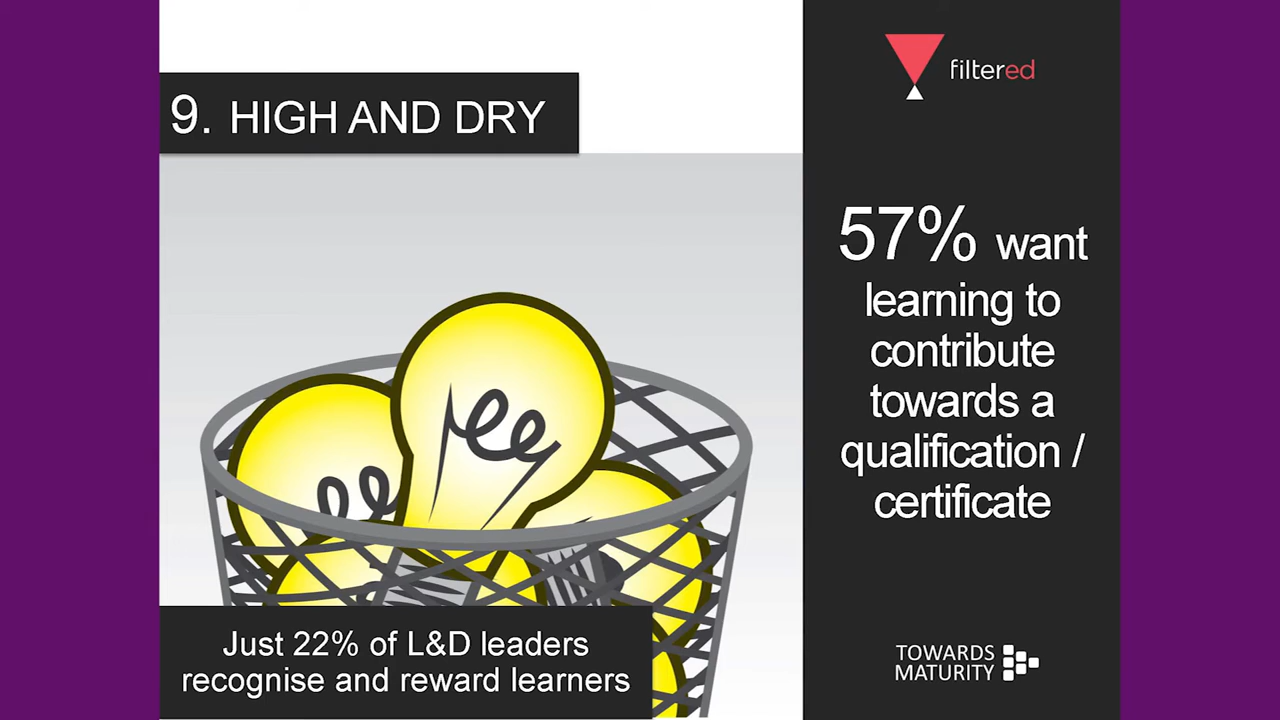 9. HIGH AND DRY
Just 22% of L&D leaders
recognise and reward learners
filtered
57% want
learning to
contribute
towards a
qualification /
certificate
TOWARDS
MATURITY